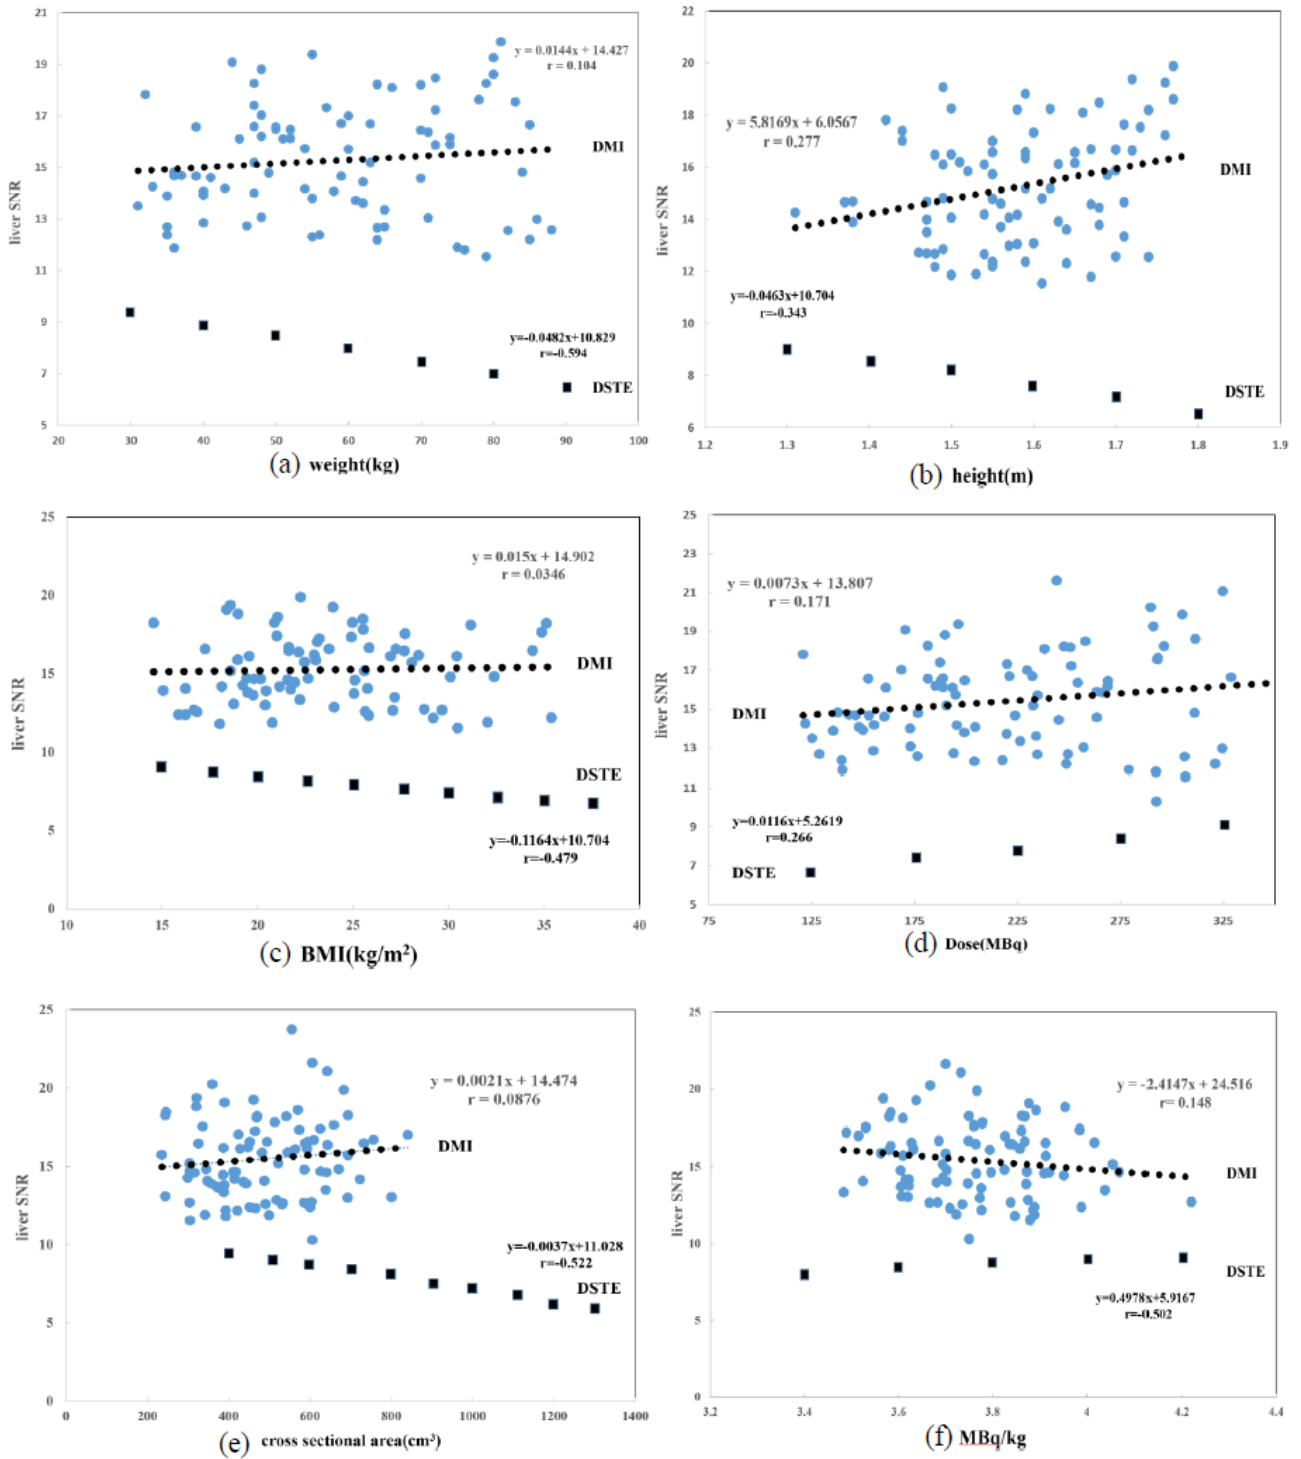 21
19
17
15
13
11
9
7
5
liver SNR
y = 0.0144x + 14.427
r = 0.104
DMI
y=-0.0482x+10.829
r=-0.594
DSTE
20 30 40 50 60 70 80 90 100
(a) weight(kg)
22
20
18
16
14
12
10
8
6
liver SNR
y = 5.8169x + 6.0567
r = 0.277
DMI
y=-0.0463x+10.704
r=-0.343
DSTE
1.2 1.3 1.4 1.5 1.6 1.7 1.8 1.9
(b) height(m)
25
20
15
10
5
0
liver SNR
y = 0.015x + 14.902
r = 0.0346
DMI
DSTE
y=-0.1164x+10.704
r=-0.479
10 15 20 25 30 35 40
(c) BMI(kg/m²)
25
23
21
19
17
15
13
11
9
7
5
liver SNR
y = 0.0073x + 13.807
r = 0.171
DMI
y=0.0116x+5.2619
r=0.266
DSTE
75 125 175 225 275 325
(d) Dose(MBq)
25
20
15
10
5
0
liver SNR
y = 0.0021x + 14.474
r = 0.0876
DMI
y=-0.0037x+11.028
r=-0.522
DSTE
0 200 400 600 800 1000 1200 1400
(e) cross sectional area(cm³)
25
20
15
10
5
0
liver SNR
y = -2.4147x + 24.516
r= 0.148
DMI
DSTE
y=0.4978x+5.9167
r=-0.502
3.2 3.4 3.6 3.8 4 4.2 4.4
(f) MBq/kg